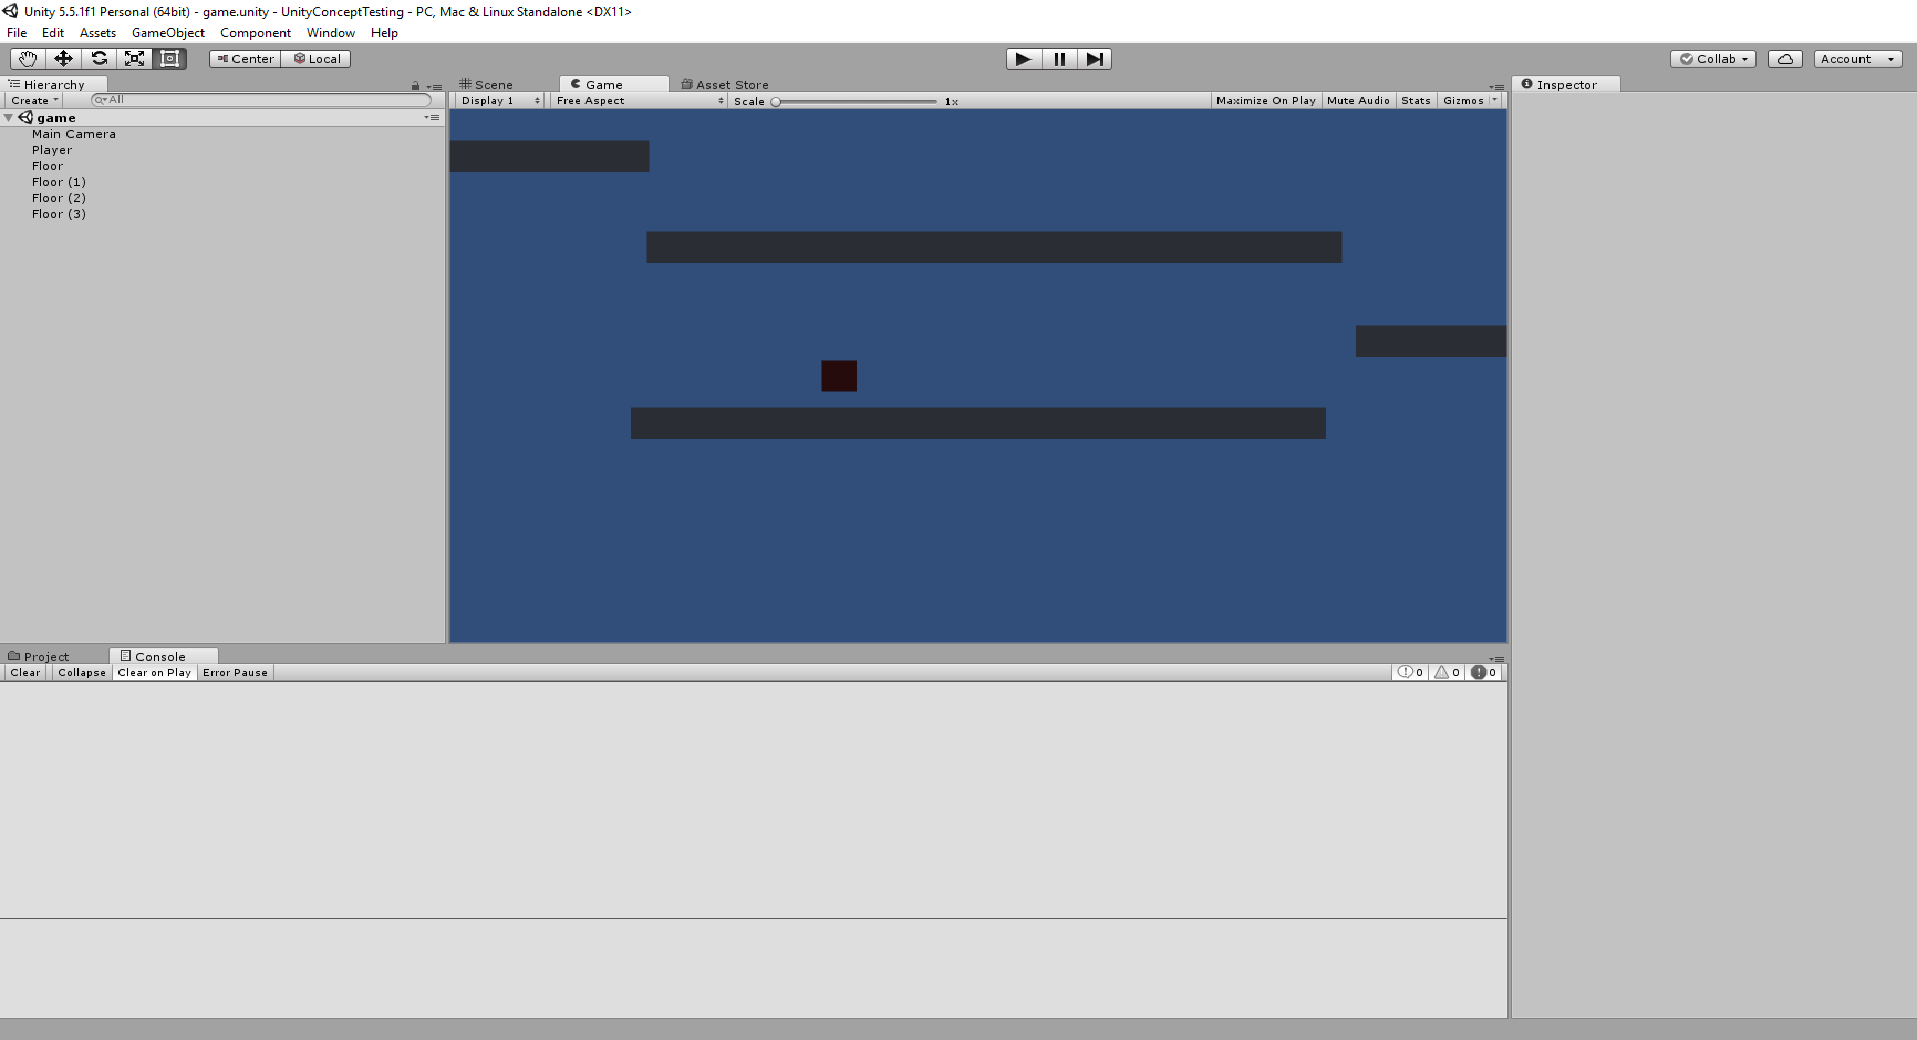 Unity 5.5.1f1 Personal (64bit) - game.unity - UnityConceptTesting - PC, Mac & Linux Standalone <DX11>
File Edit Assets GameObject Component Window Help
Center Local Collab Account
Hierarchy Scene Game Asset Store Inspector
Create All Display 1 Free Aspect Scale 1x Maximize On Play Mute Audio Stats Gizmos
game
Main Camera
Player
Floor
Floor (1)
Floor (2)
Floor (3)
Project Console
Clear Collapse Clear on Play Error Pause 0 0 0